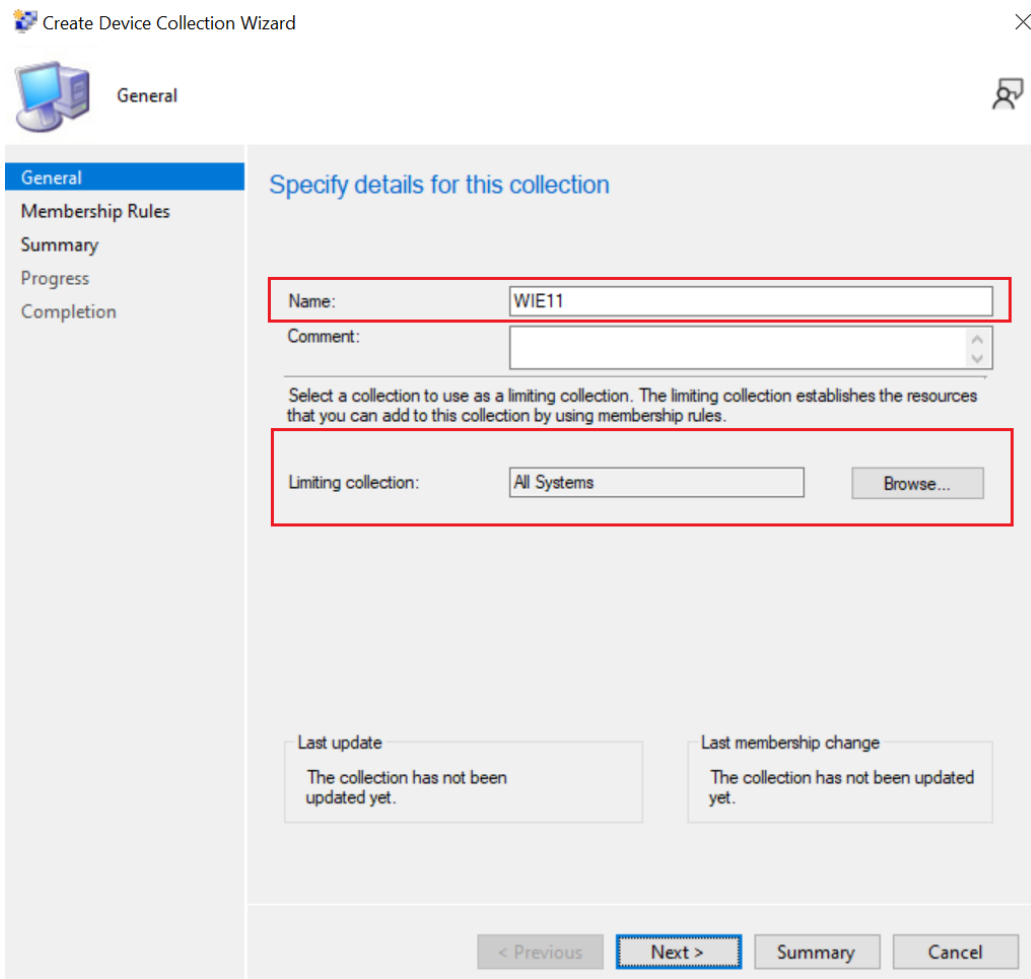 Create Device Collection Wizard
General
General
Membership Rules
Summary
Progress
Completion
Specify details for this collection
Name:
WIE11
Comment:
Select a collection to use as a limiting collection. The limiting collection establishes the resources
that you can add to this collection by using membership rules.
Limiting collection:
All Systems
Browse...
Last update
The collection has not been
updated yet.
Last membership change
The collection has not been updated
yet.
< Previous
Next >
Summary
Cancel